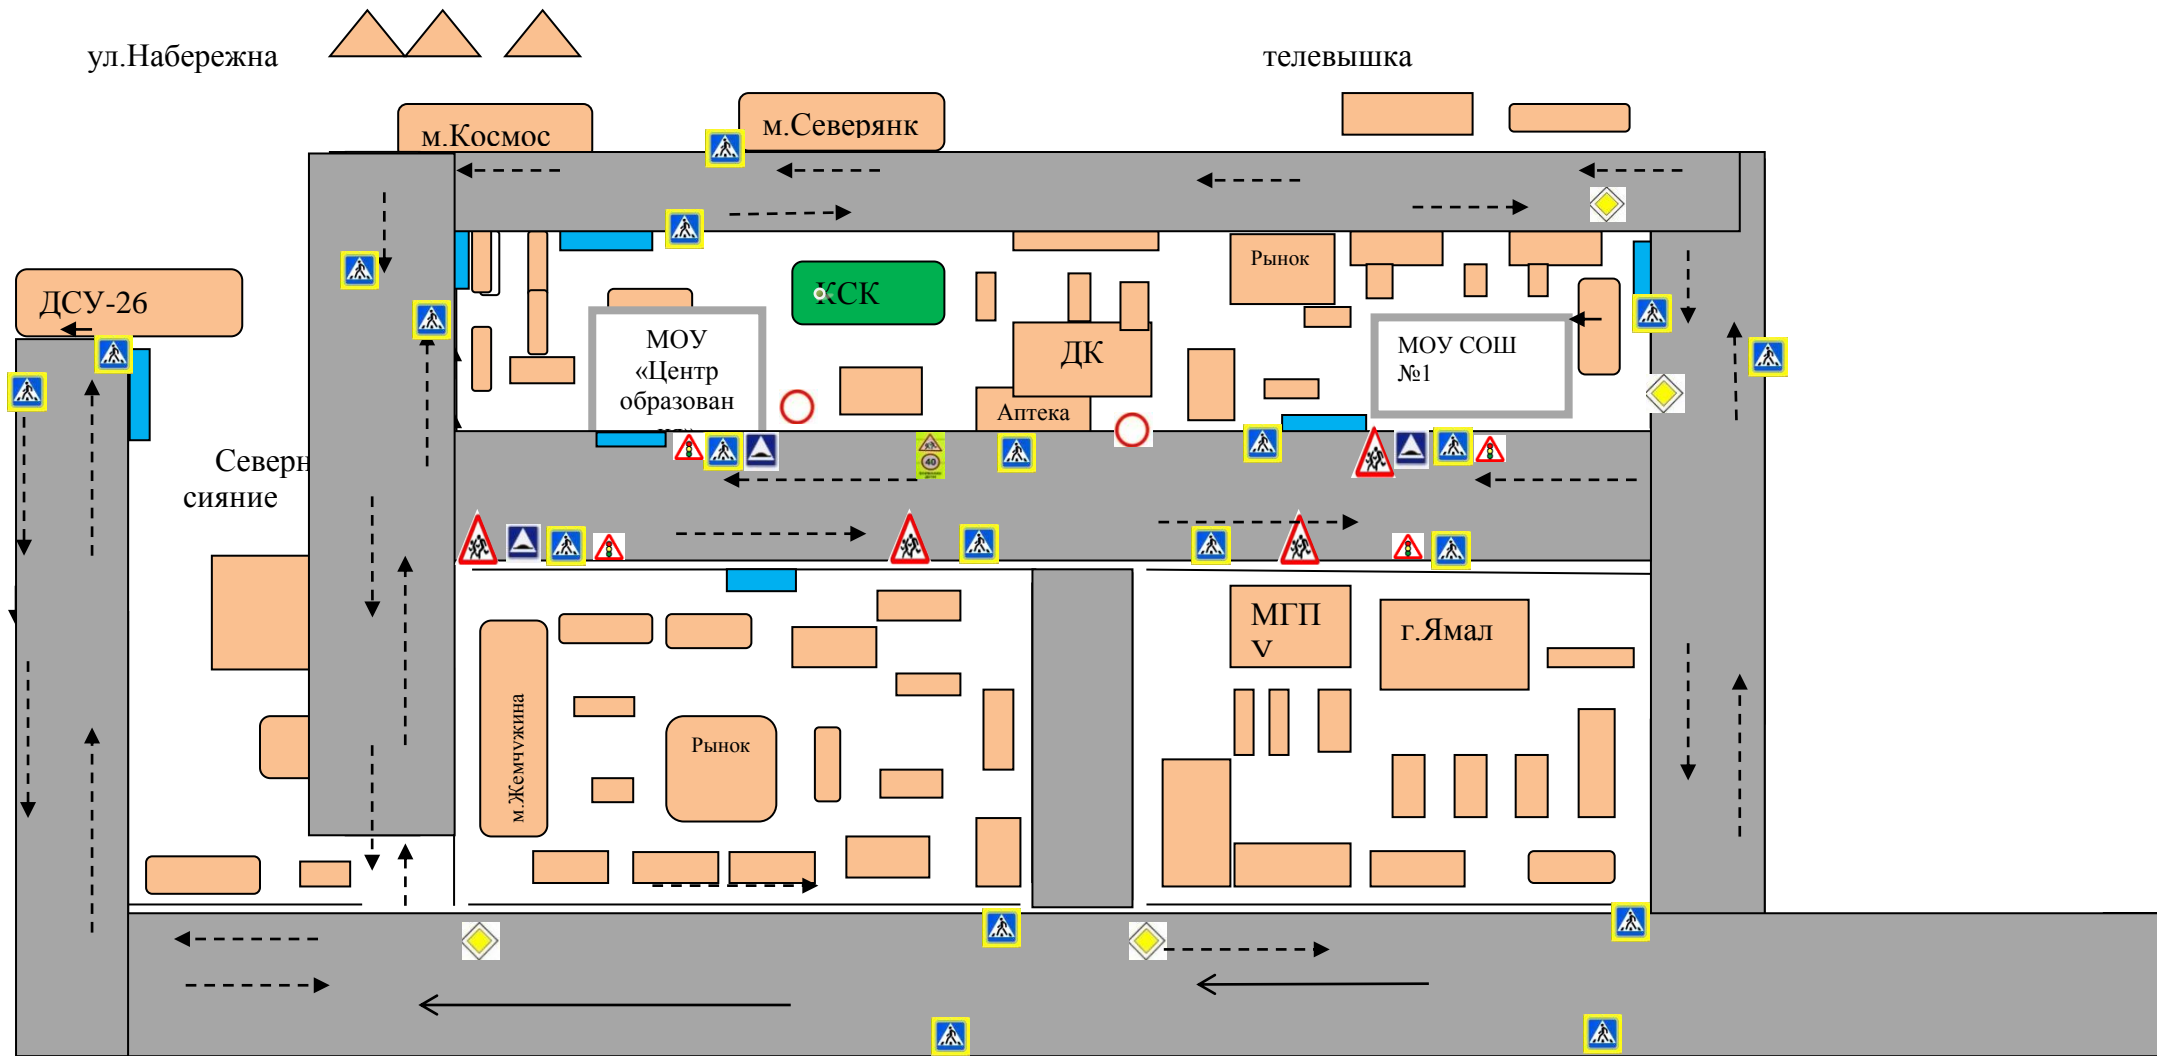 ул.Набережна
телевышка
м.Космос
м.Северянк
Рынок
ДСУ-26
КСК
МОУ
«Центр
образован
МОУ СОШ
№1
ДК
Аптека
40
Северн
сияние
МГП
У
г.Ямал
м.Жемчужина
Рынок